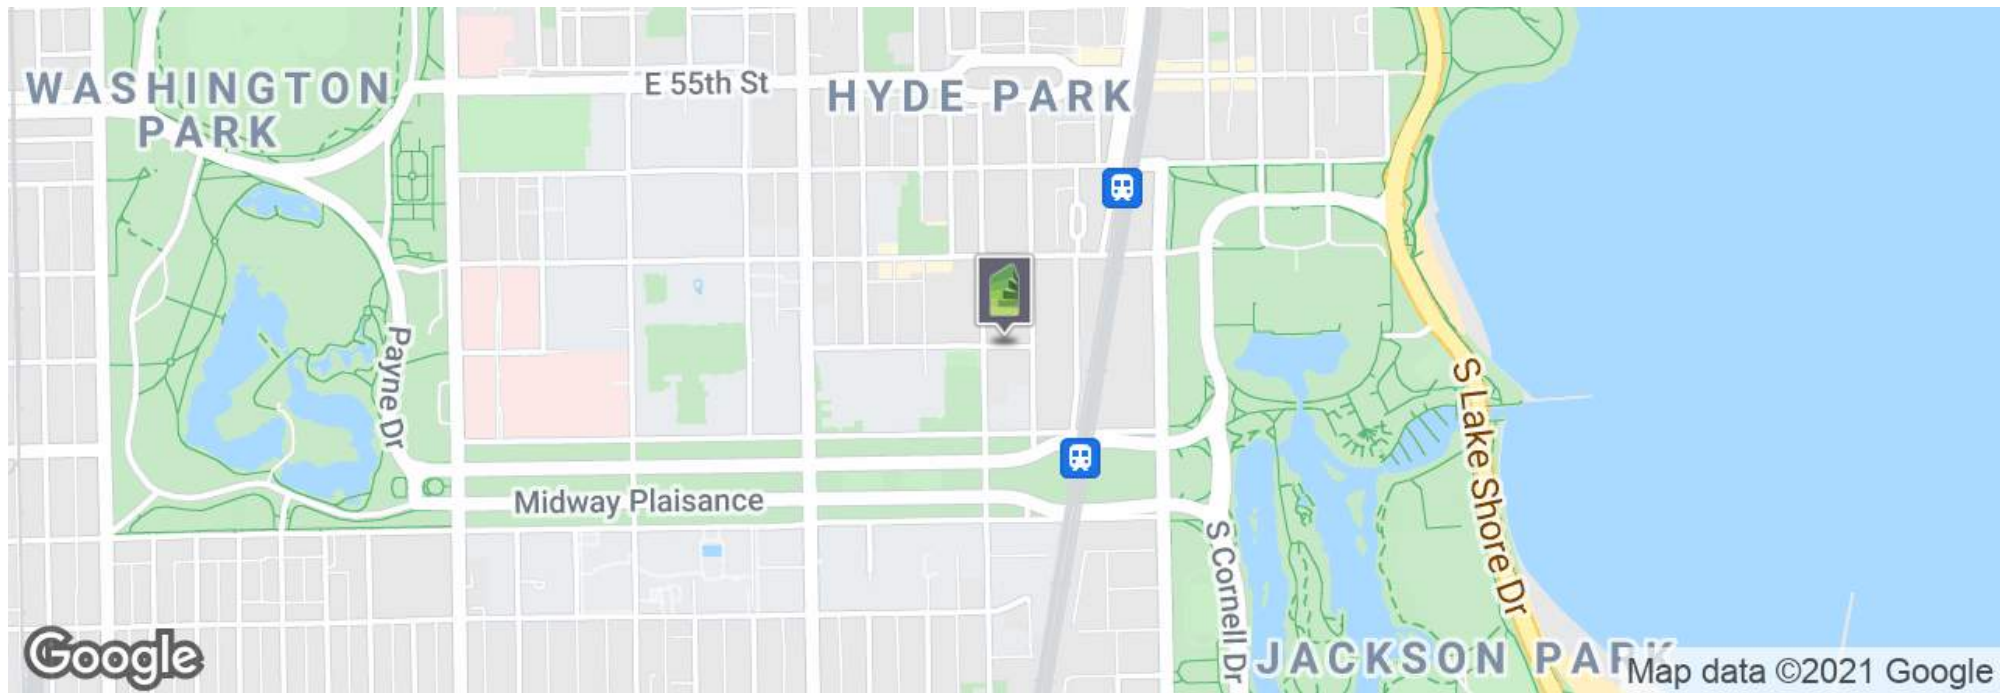 WASHINGTON
PARK
E 55th St
HYDE PARK
Payne Dr
Midway Plaisance
S Lake Shore Dr
S Cornell Dr
JACKSON PARK
Google
Map data ©2021 Google